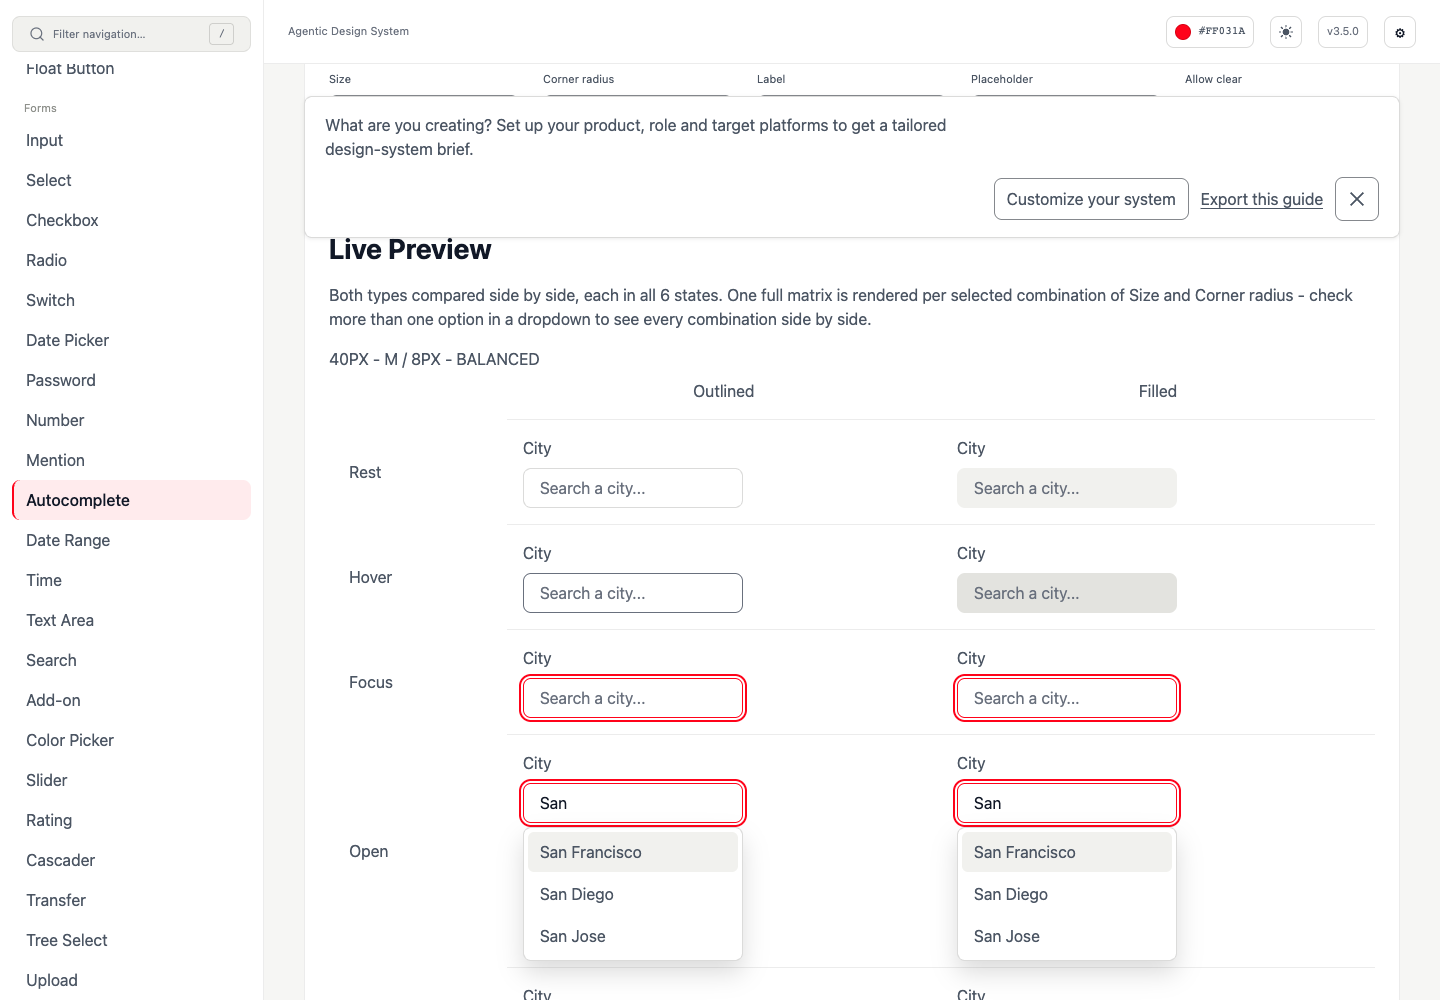 Filter navigation...
/
Float Button
Forms
Input
Select
Checkbox
Radio
Switch
Date Picker
Password
Number
Mention
Autocomplete
Date Range
Time
Text Area
Search
Add-on
Color Picker
Slider
Rating
Cascader
Transfer
Tree Select
Upload
Agentic Design System
#FF031A
v3.5.0
Size
Corner radius
Label
Placeholder
Allow clear
What are you creating? Set up your product, role and target platforms to get a tailored
design-system brief.
Customize your system
Export this guide
Live Preview
Both types compared side by side, each in all 6 states. One full matrix is rendered per selected combination of Size and Corner radius - check
more than one option in a dropdown to see every combination side by side.
40PX - M / 8PX - BALANCED
Outlined
Filled
Rest
City
Search a city...
City
Search a city...
Hover
City
Search a city...
City
Search a city...
Focus
City
Search a city...
City
Search a city...
Open
City
San
San Francisco
San Diego
San Jose
City
San
San Francisco
San Diego
San Jose
City
City